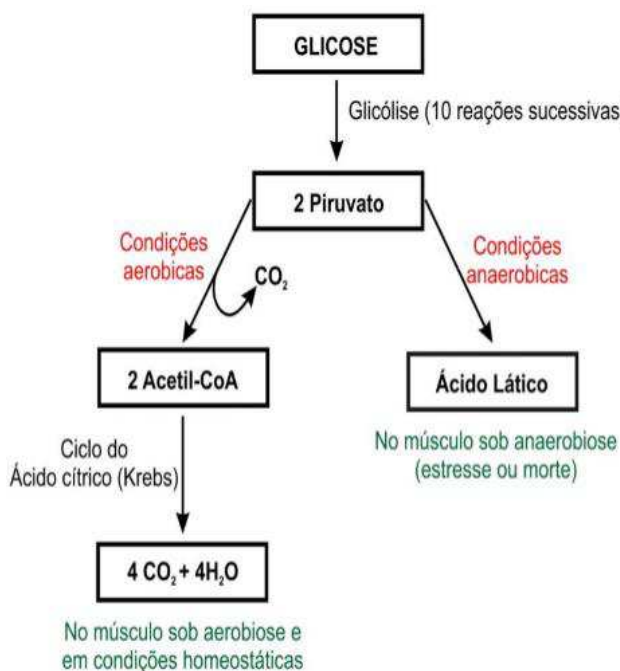 GLICOSE
Glicólise (10 reações sucessivas
2 Piruvato
Condições
aerobicas
CO₂
Condições
anaerobicas
2 Acetil-CoA
Ácido Lático
Ciclo do
Ácido cítrico (Krebs)
No músculo sob anaerobiose
(estresse ou morte)
4 CO₂ + 4H₂O
No músculo sob aerobiose e
em condições homeostáticas